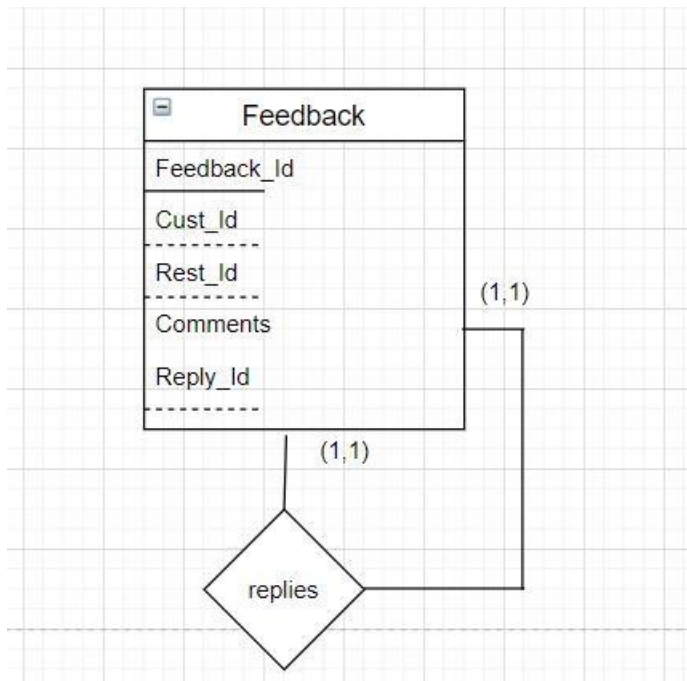 Feedback
Feedback_Id
Cust_Id
Rest_Id
(1,1)
Comments
Reply_Id
(1,1)
replies